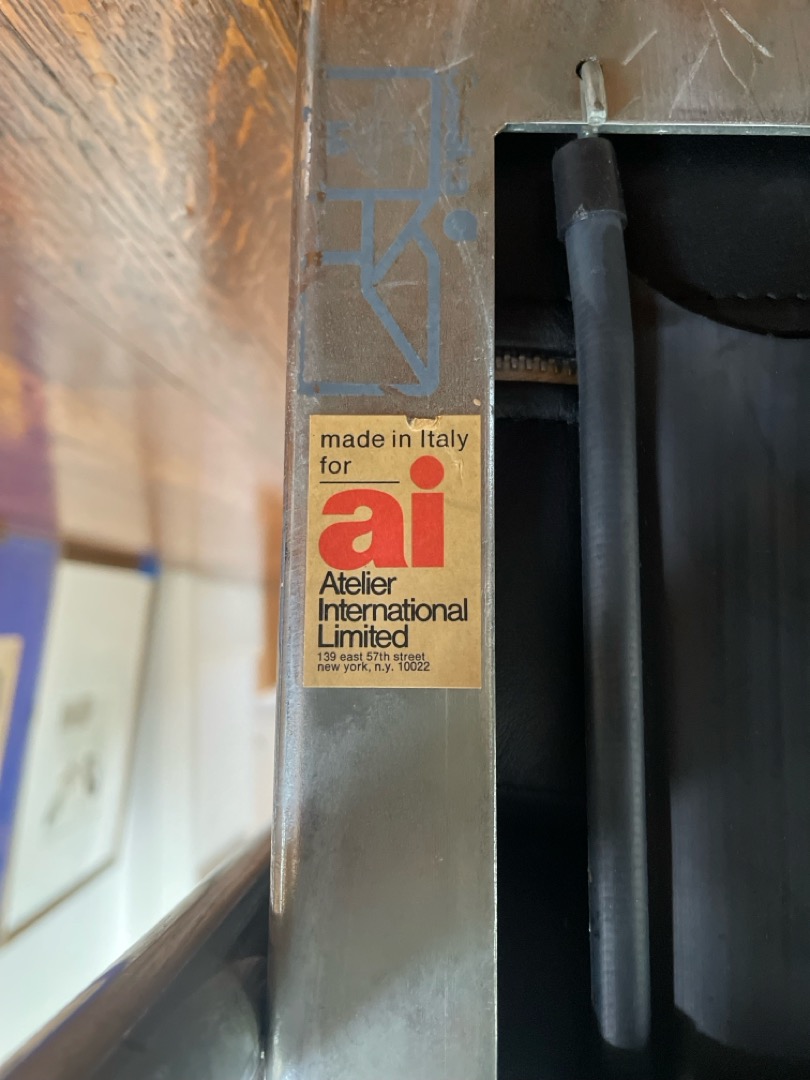 made in Italy
for
ai
Atelier
International
Limited
139 east 57th street
new york, n.y. 10022